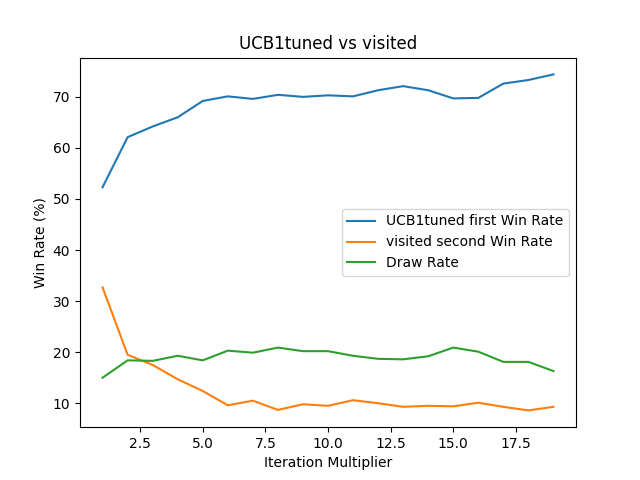 UCB1tuned vs visited
Win Rate (%)
70
60
50
40
30
20
10
UCB1tuned first Win Rate
visited second Win Rate
Draw Rate
2.5 5.0 7.5 10.0 12.5 15.0 17.5
Iteration Multiplier